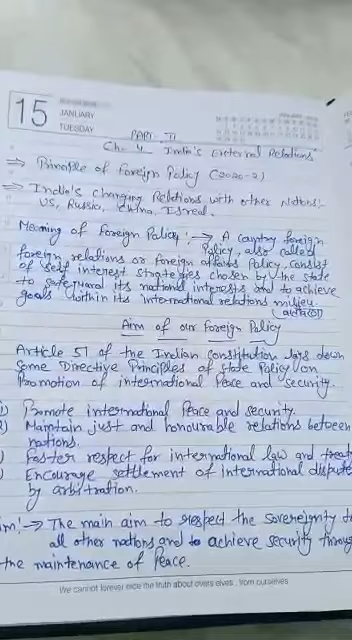 15
JANUARY
TUESDAY
PART-II
Ch-4 India's External Relations
⇒ Principle of Foreign Policy (2020-21)
⇒ India's Changing Relations with other Nations:-
US, Russia, China, Isreal.
Meaning of Foreign Policy:-→ A country foreign
Policy, also called
foreign relations or foreign affairs Policy, consist
of self interest strategies chosen by the state
to safeguard its national interests and to achieve
goals within its international relations milieu.
Aim of our Foreign Policy
Article 51 of the Indian constitution lays down
Some Directive Principles of state Policy on
Promotion of international Peace and security.
Promote international Peace and security.
Maintain just and honourable relations between
nations.
Foster respect for international law and treaty
Encourage settlement of International dispute
by arbitration.
im:-→ The main aim to respect the sovereignty to
all other nations and to achieve security throug
the maintenance of Peace.
We cannot forever hide the truth about ourselves, from ourselves